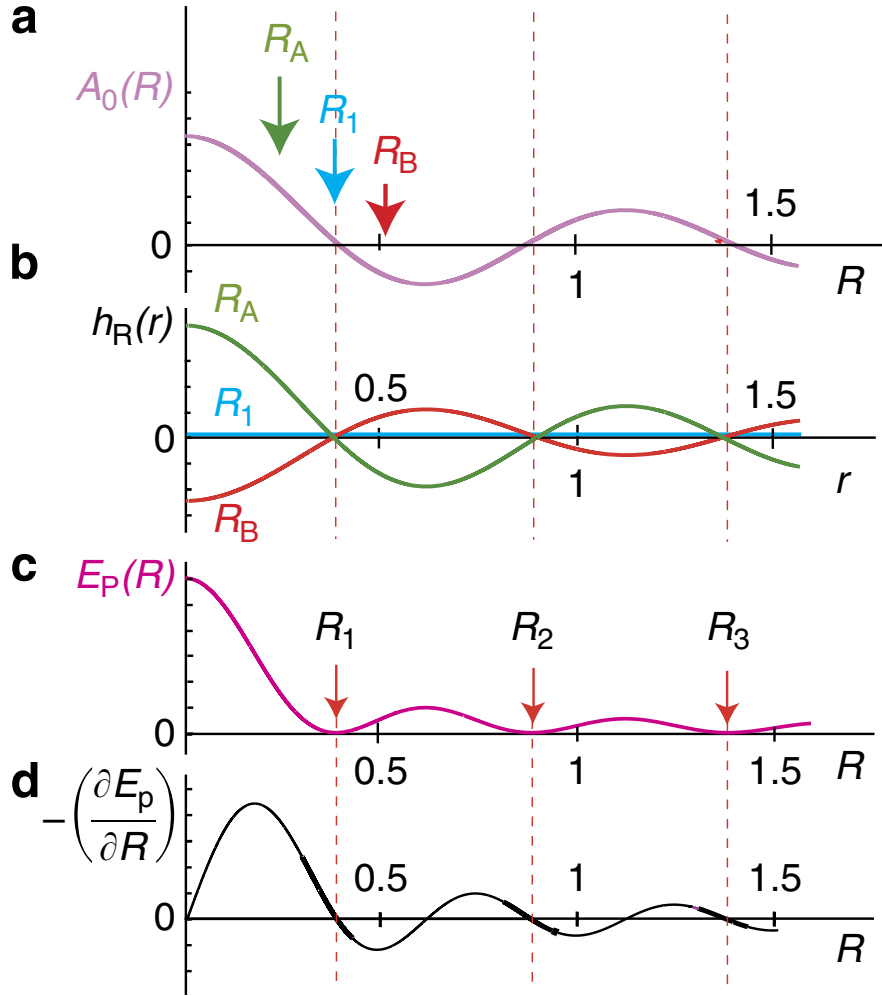 a
R_A
A_0(R)
R_1
R_B
1.5
0
1
R
b
R_A
h_R(r)
0.5
1.5
R_1
0
1
r
R_B
c
E_P(R)
R_1
R_2
R_3
0
0.5
1
1.5
R
d
−(∂E_p/∂R)
0.5
1
1.5
0
R